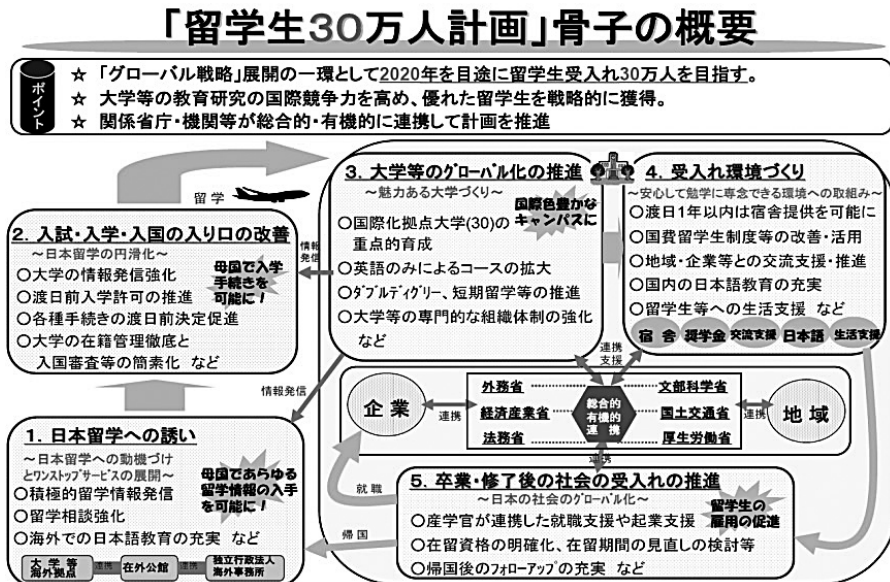 「留学生30万人計画」骨子の概要
ポイント
☆ 「グローバル戦略」展開の一環として2020年を目途に留学生受入れ30万人を目指す。
☆ 大学等の教育研究の国際競争力を高め、優れた留学生を戦略的に獲得。
☆ 関係省庁・機関等が総合的・有機的に連携して計画を推進
留学
2. 入試・入学・入国の入り口の改善
~日本留学の円滑化~
○大学の情報発信強化
○渡日前入学許可の推進
○各種手続きの渡日前決定促進
○大学の在籍管理徹底と
入国審査等の簡素化 など
母国で入学
手続きを
可能に!
情報
発信
3. 大学等のグローバル化の推進
~魅力ある大学づくり~
国際色豊かな
キャンパスに
○国際化拠点大学(30)の
重点的育成
○英語のみによるコースの拡大
○ダブルディグリー、短期留学等の推進
○大学等の専門的な組織体制の強化
など
4. 受入れ環境づくり
~安心して勉学に専念できる環境への取組み~
○渡日1年以内は宿舎提供を可能に
○国費留学生制度等の改善・活用
○地域・企業等との交流支援・推進
○国内の日本語教育の充実
○留学生等への生活支援 など
宿舎 奨学金 交流支援 日本語 生活支援
連携
支援
情報発信
企業
連携
外務省
経済産業省
法務省
総合的
有機的
連携
文部科学省
国土交通省
厚生労働省
連携
地域
連携
1. 日本留学への誘い
~日本留学への動機づけ
とワンストップサービスの展開~
○積極的留学情報発信
○留学相談強化
○海外での日本語教育の充実 など
母国であらゆる
留学情報の入手
を可能に!
大学等
海外拠点
連携
在外公館
連携
独立行政法人
海外事務所
就職
帰国
5. 卒業・修了後の社会の受入れの推進
~日本の社会のグローバル化~
○産学官が連携した就職支援や起業支援
○在留資格の明確化、在留期間の見直しの検討等
○帰国後のフォローアップの充実 など
留学生の
雇用の促進